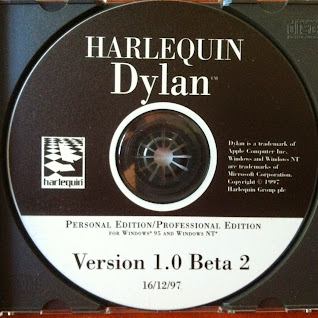 HARLEQUIN
Dylan™
Dylan is a trademark of
Apple Computer Inc.
Windows and Windows NT
are trademarks of
Microsoft Corporation.
Copyright © 1997
Harlequin Group plc
harlequin
PERSONAL EDITION/PROFESSIONAL EDITION
FOR WINDOWS® 95 AND WINDOWS NT®
Version 1.0 Beta 2
16/12/97